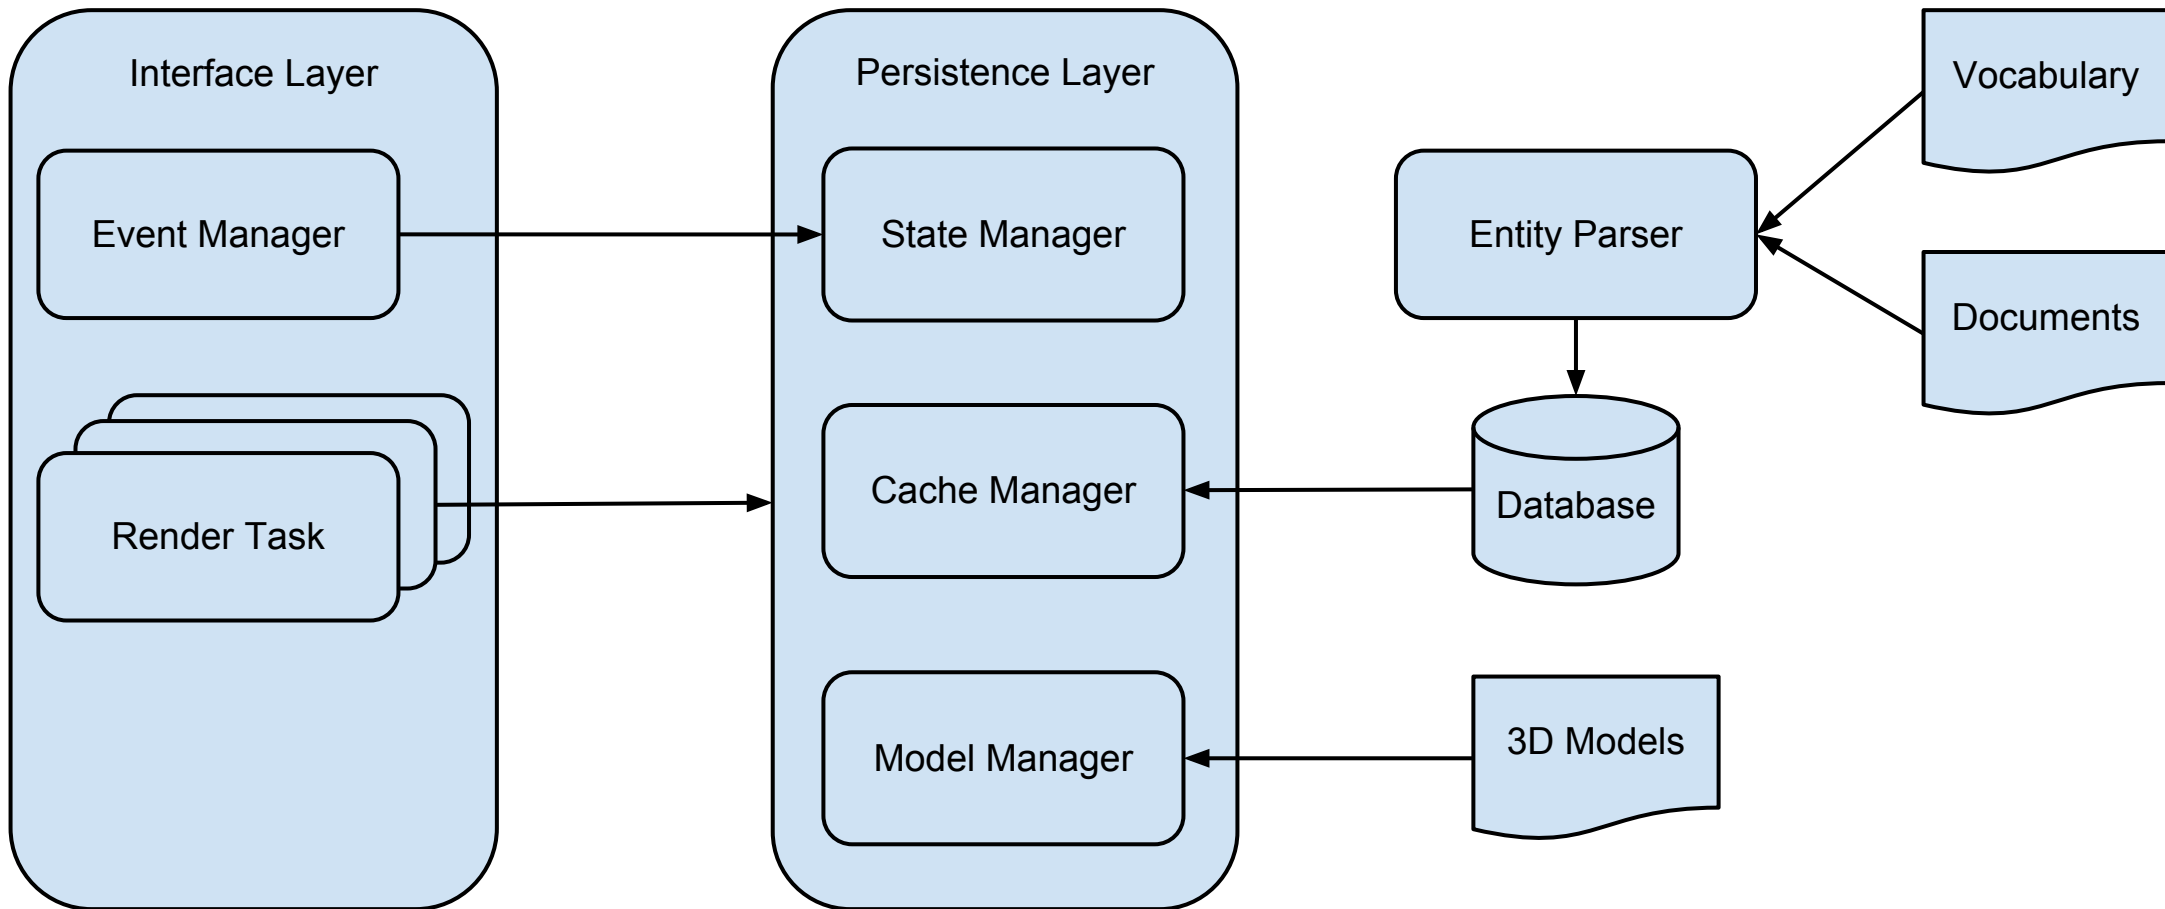 Interface Layer
Event Manager
Render Task
Persistence Layer
State Manager
Cache Manager
Model Manager
Entity Parser
Database
3D Models
Vocabulary
Documents